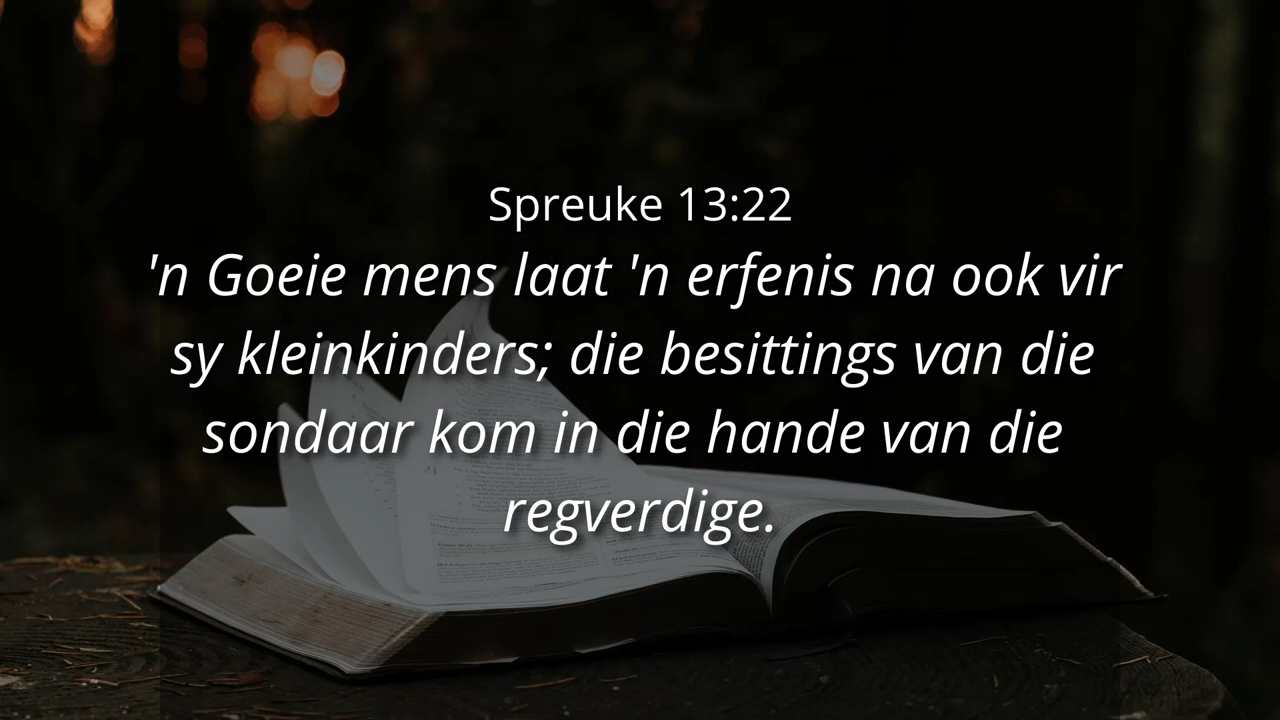 Spreuke 13:22
'n Goeie mens laat 'n erfenis na ook vir
sy kleinkinders; die besittings van die
sondaar kom in die hande van die
regverdige.